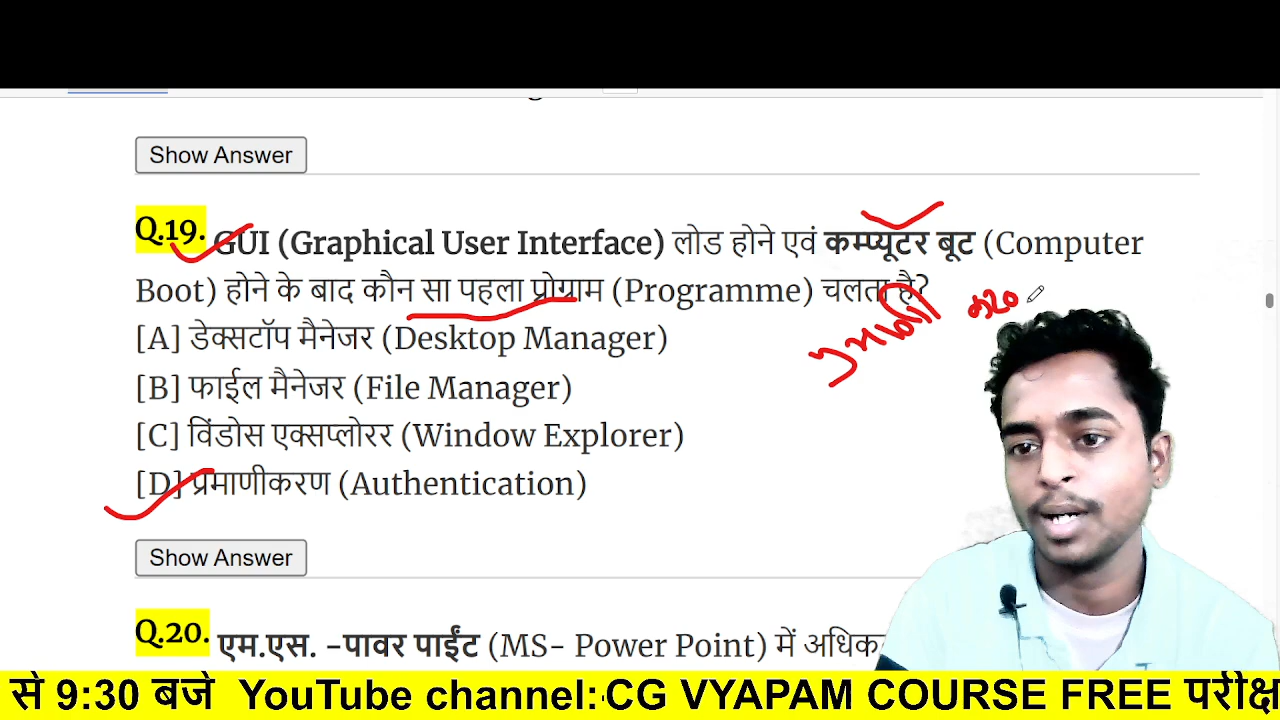 Show Answer
Q.19. GUI (Graphical User Interface) लोड होने एवं कम्प्यूटर बूट (Computer
Boot) होने के बाद कौन सा पहला प्रोग्राम (Programme) चलता है?
[A] डेक्सटॉप मैनेजर (Desktop Manager)
[B] फाईल मैनेजर (File Manager)
[C] विंडोस एक्सप्लोरर (Window Explorer)
[D] प्रमाणीकरण (Authentication)
Show Answer
Q.20. एम.एस. -पावर पाईंट (MS- Power Point) में अधिक
से 9:30 बजे YouTube channel:-CG VYAPAM COURSE FREE परीक्ष